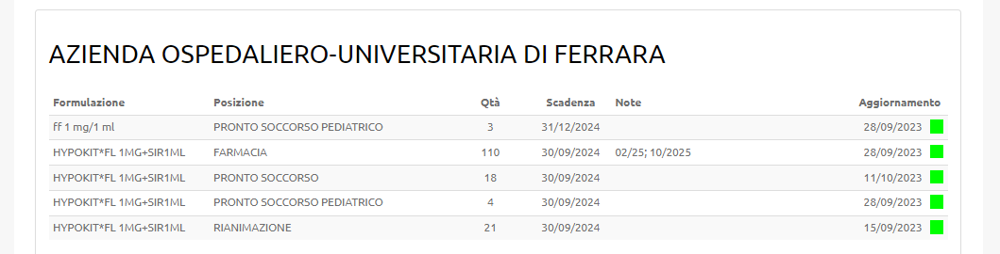 AZIENDA OSPEDALIERO-UNIVERSITARIA DI FERRARA
Formulazione Posizione Qtà Scadenza Note Aggiornamento
ff 1 mg/1 ml PRONTO SOCCORSO PEDIATRICO 3 31/12/2024 28/09/2023
HYPOKIT*FL 1MG+SIR1ML FARMACIA 110 30/09/2024 02/25; 10/2025 28/09/2023
HYPOKIT*FL 1MG+SIR1ML PRONTO SOCCORSO 18 30/09/2024 11/10/2023
HYPOKIT*FL 1MG+SIR1ML PRONTO SOCCORSO PEDIATRICO 4 30/09/2024 28/09/2023
HYPOKIT*FL 1MG+SIR1ML RIANIMAZIONE 21 30/09/2024 15/09/2023